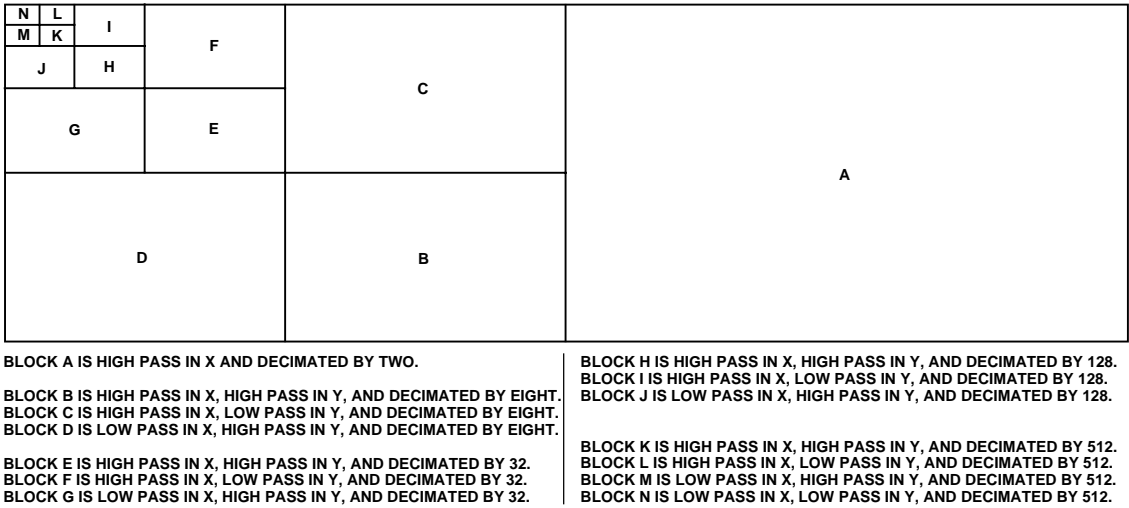 N L
I
F
M K
J H
C
G E
A
D B
BLOCK A IS HIGH PASS IN X AND DECIMATED BY TWO.
BLOCK B IS HIGH PASS IN X, HIGH PASS IN Y, AND DECIMATED BY EIGHT.
BLOCK C IS HIGH PASS IN X, LOW PASS IN Y, AND DECIMATED BY EIGHT.
BLOCK D IS LOW PASS IN X, HIGH PASS IN Y, AND DECIMATED BY EIGHT.
BLOCK E IS HIGH PASS IN X, HIGH PASS IN Y, AND DECIMATED BY 32.
BLOCK F IS HIGH PASS IN X, LOW PASS IN Y, AND DECIMATED BY 32.
BLOCK G IS LOW PASS IN X, HIGH PASS IN Y, AND DECIMATED BY 32.
BLOCK H IS HIGH PASS IN X, HIGH PASS IN Y, AND DECIMATED BY 128.
BLOCK I IS HIGH PASS IN X, LOW PASS IN Y, AND DECIMATED BY 128.
BLOCK J IS LOW PASS IN X, HIGH PASS IN Y, AND DECIMATED BY 128.
BLOCK K IS HIGH PASS IN X, HIGH PASS IN Y, AND DECIMATED BY 512.
BLOCK L IS HIGH PASS IN X, LOW PASS IN Y, AND DECIMATED BY 512.
BLOCK M IS LOW PASS IN X, HIGH PASS IN Y, AND DECIMATED BY 512.
BLOCK N IS LOW PASS IN X, LOW PASS IN Y, AND DECIMATED BY 512.